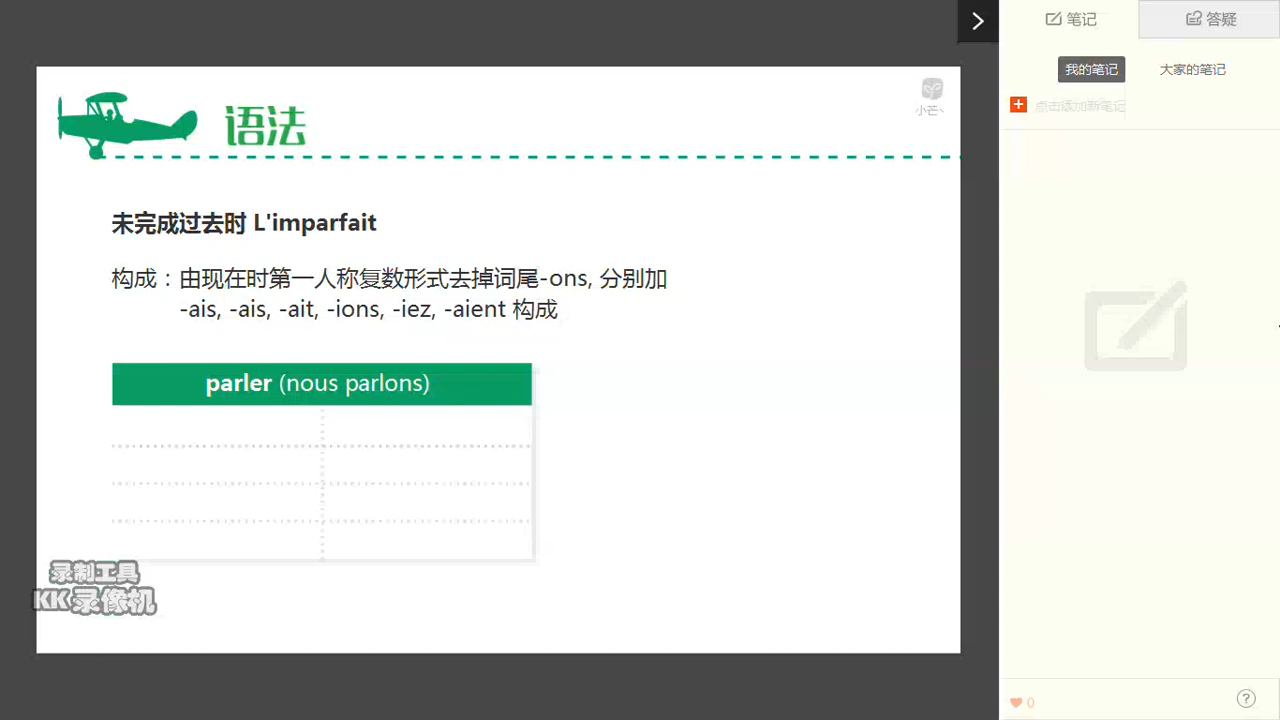 笔记
答疑
我的笔记
大家的笔记
点击添加新笔记
语法
小芒丶
未完成过去时 L'imparfait
构成：由现在时第一人称复数形式去掉词尾-ons, 分别加
-ais, -ais, -ait, -ions, -iez, -aient 构成
parler (nous parlons)
录制工具
KK 录像机
0